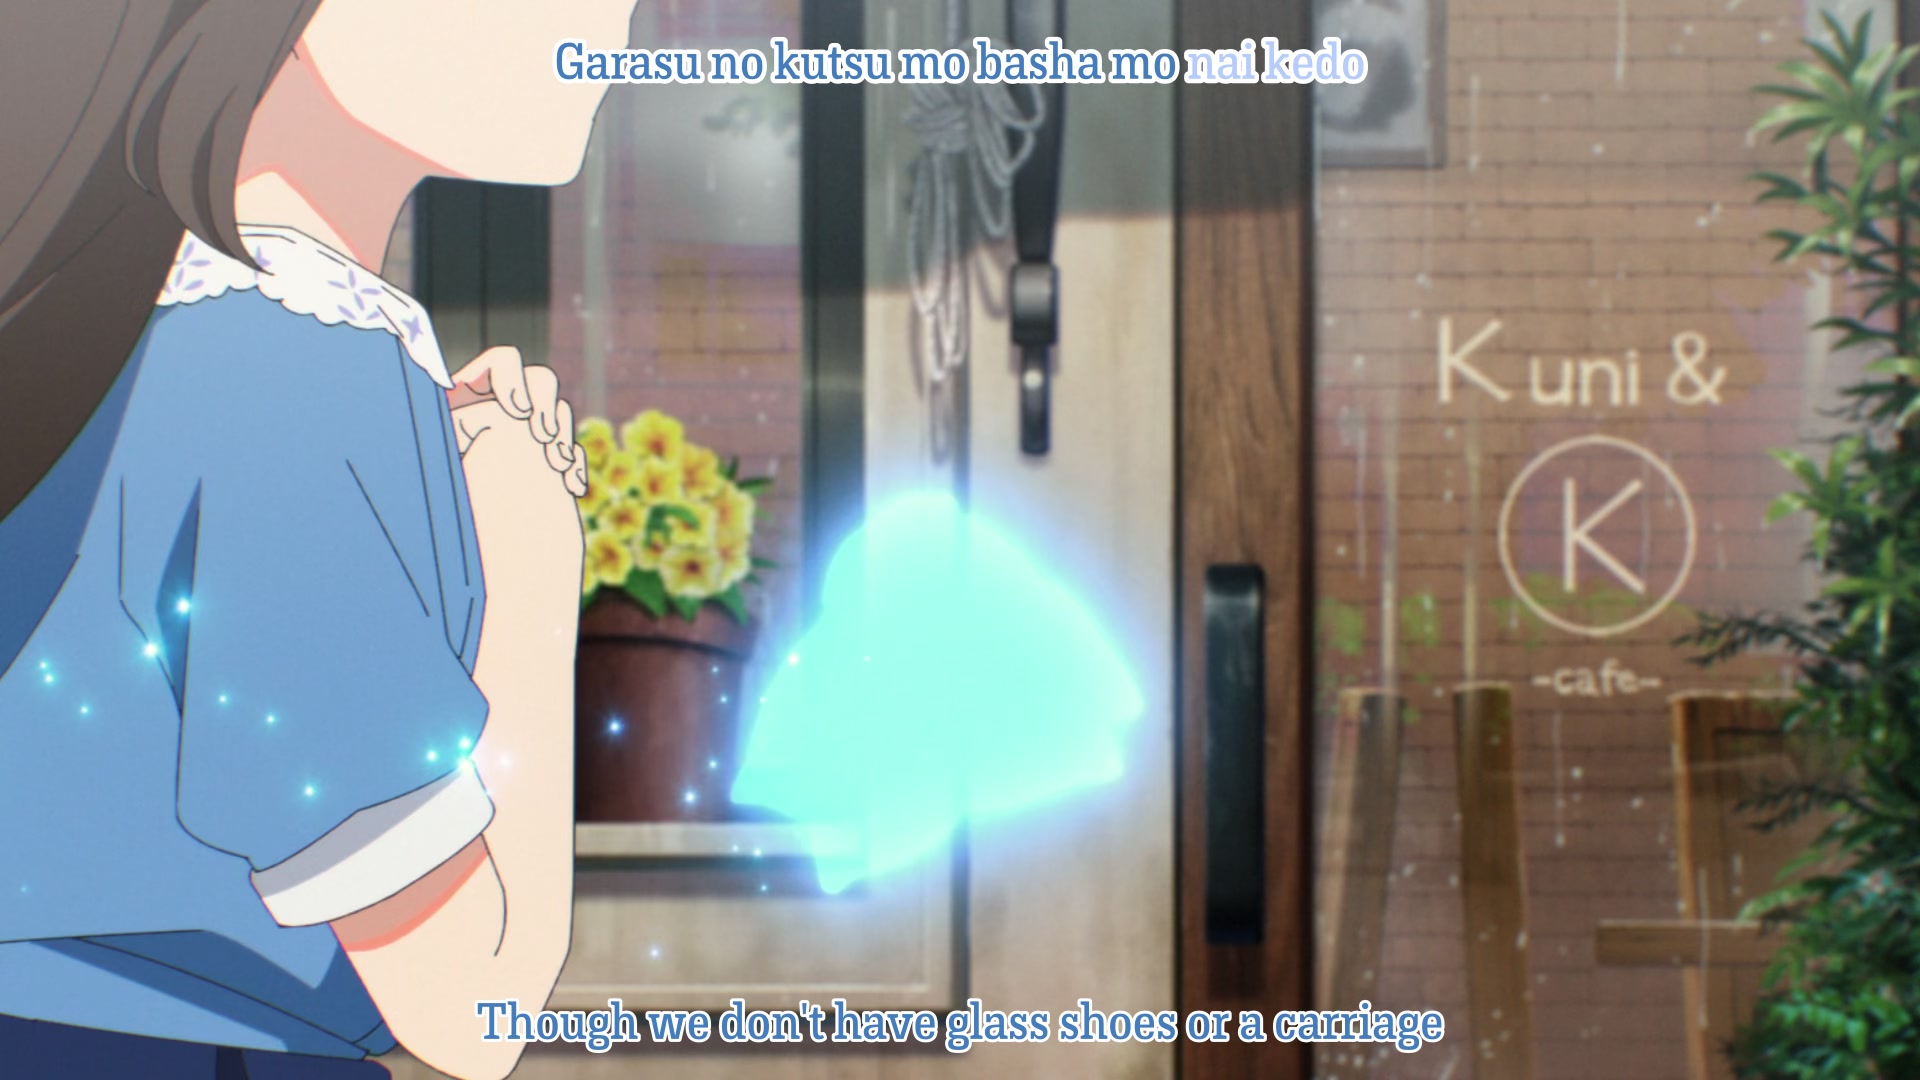 Garasu no kutsu mo basha mo nai kedo
Kuni &
K
-cafe-
Though we don't have glass shoes or a carriage